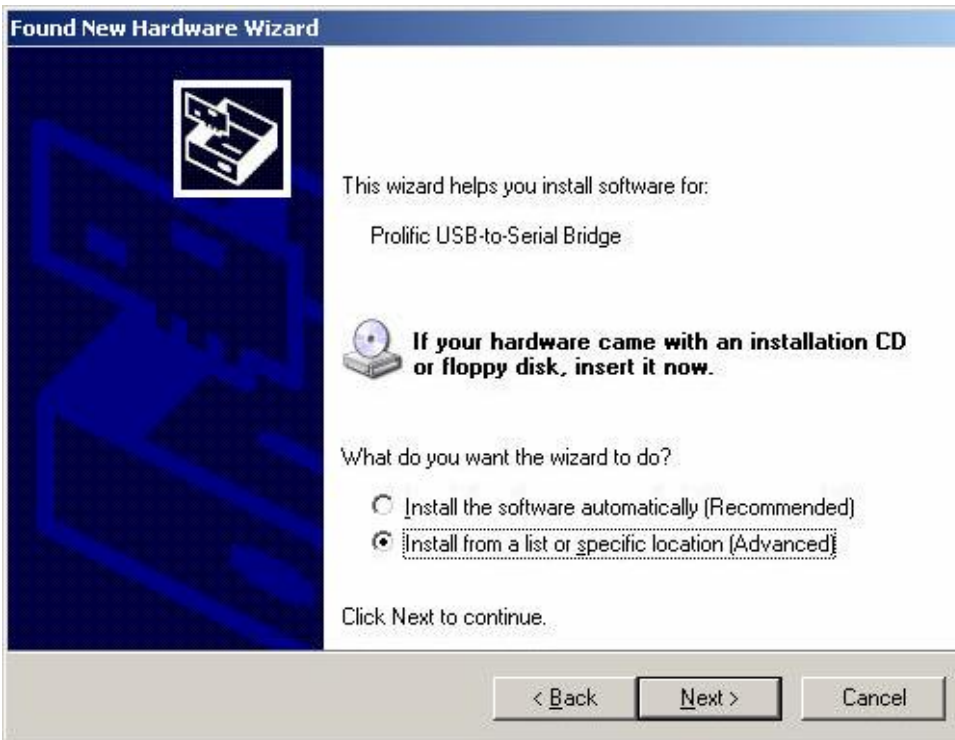 Found New Hardware Wizard
This wizard helps you install software for:
Prolific USB-to-Serial Bridge
If your hardware came with an installation CD
or floppy disk, insert it now.
What do you want the wizard to do?
Install the software automatically (Recommended)
Install from a list or specific location (Advanced)
Click Next to continue.
< Back
Next >
Cancel